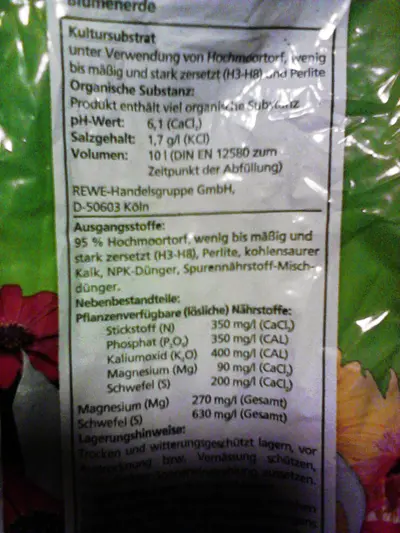 Blumenerde
Kultursubstrat
unter Verwendung von Hochmoortorf, wenig
bis mäßig und stark zersetzt (H3-H8) und Perlite
Organische Substanz:
Produkt enthält viel organische Substanz
pH-Wert: 6,1 (CaCl₂)
Salzgehalt: 1,7 g/l (KCl)
Volumen: 10 l (DIN EN 12580 zum
Zeitpunkt der Abfüllung)
REWE-Handelsgruppe GmbH,
D-50603 Köln
Ausgangsstoffe:
95 % Hochmoortorf, wenig bis mäßig und
stark zersetzt (H3-H8), Perlite, kohlensaurer
Kalk, NPK-Dünger, Spurennährstoff-Misch-
dünger.
Nebenbestandteile:
Pflanzenverfügbare (lösliche) Nährstoffe:
Stickstoff (N) 350 mg/l (CaCl₂)
Phosphat (P₂O₅) 350 mg/l (CAL)
Kaliumoxid (K₂O) 400 mg/l (CAL)
Magnesium (Mg) 90 mg/l (CaCl₂)
Schwefel (S) 200 mg/l (CaCl₂)
Magnesium (Mg) 270 mg/l (Gesamt)
Schwefel (S) 630 mg/l (Gesamt)
Lagerungshinweise:
Trocken und witterungsgeschützt lagern, vor
Austrocknung bzw. Vernässung schützen,
aussetzen.